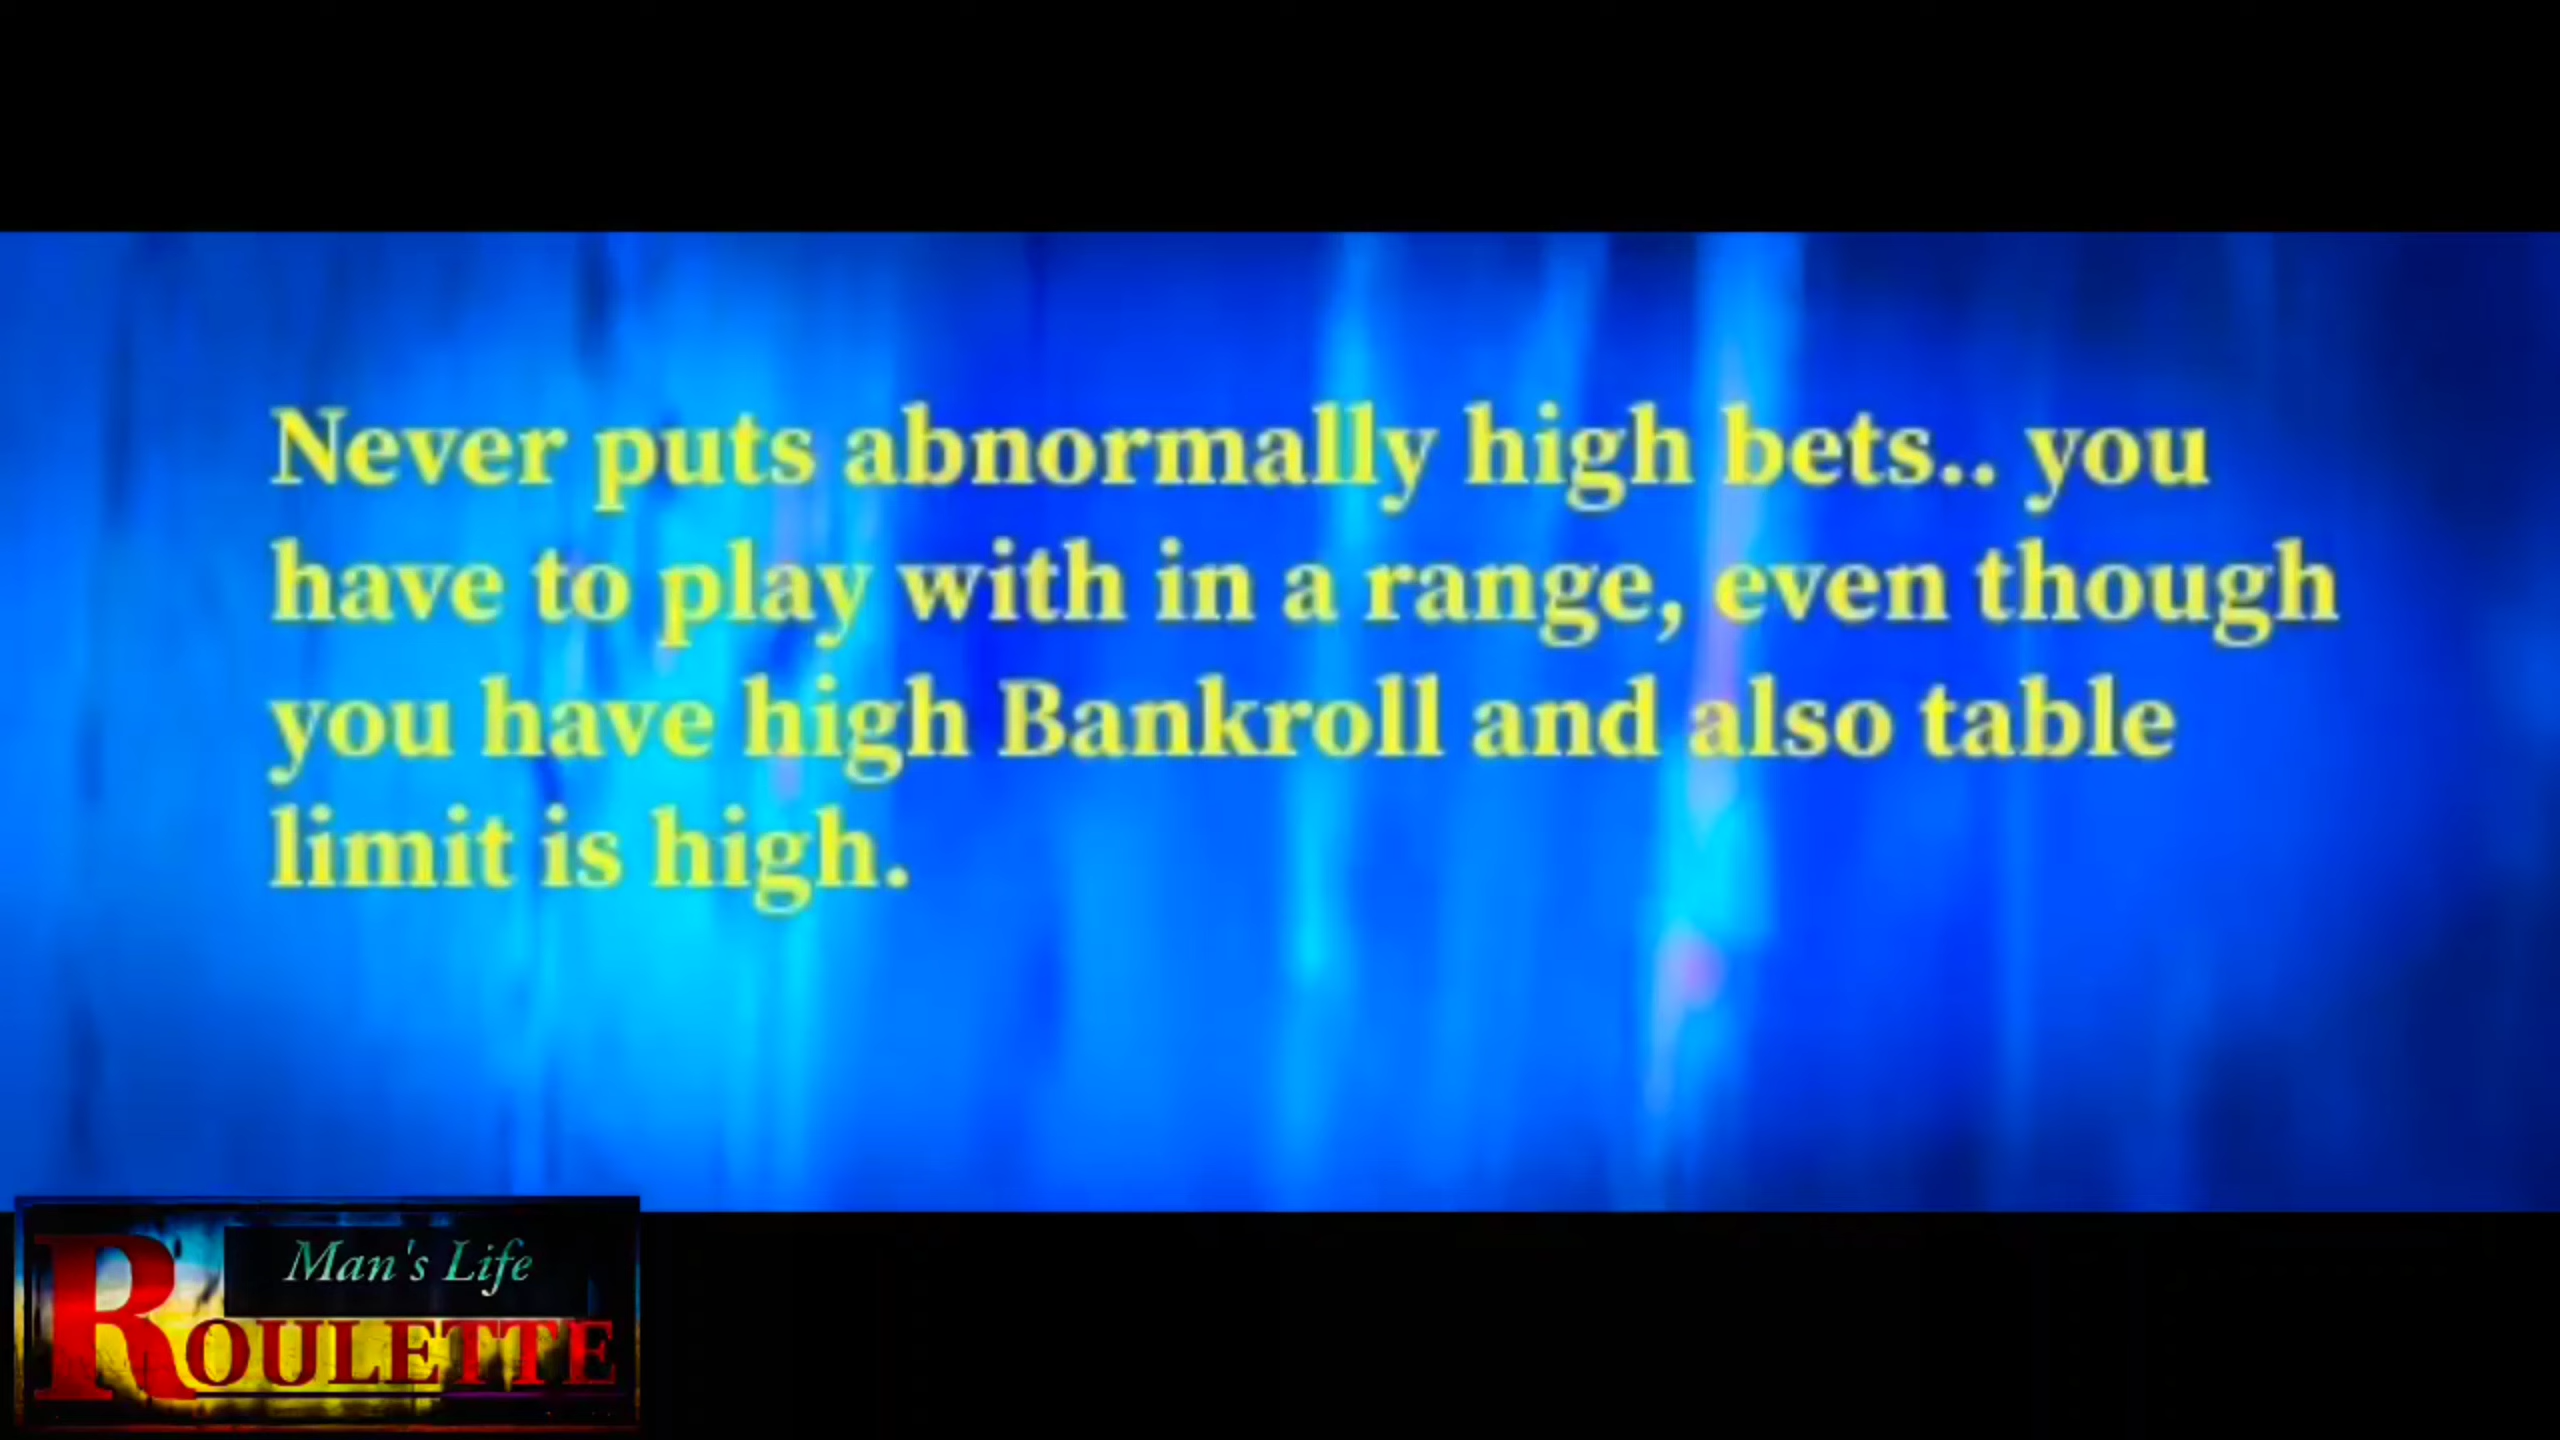 Never puts abnormally high bets.. you
have to play with in a range, even though
you have high Bankroll and also table
limit is high.
Man's Life
ROULETTE